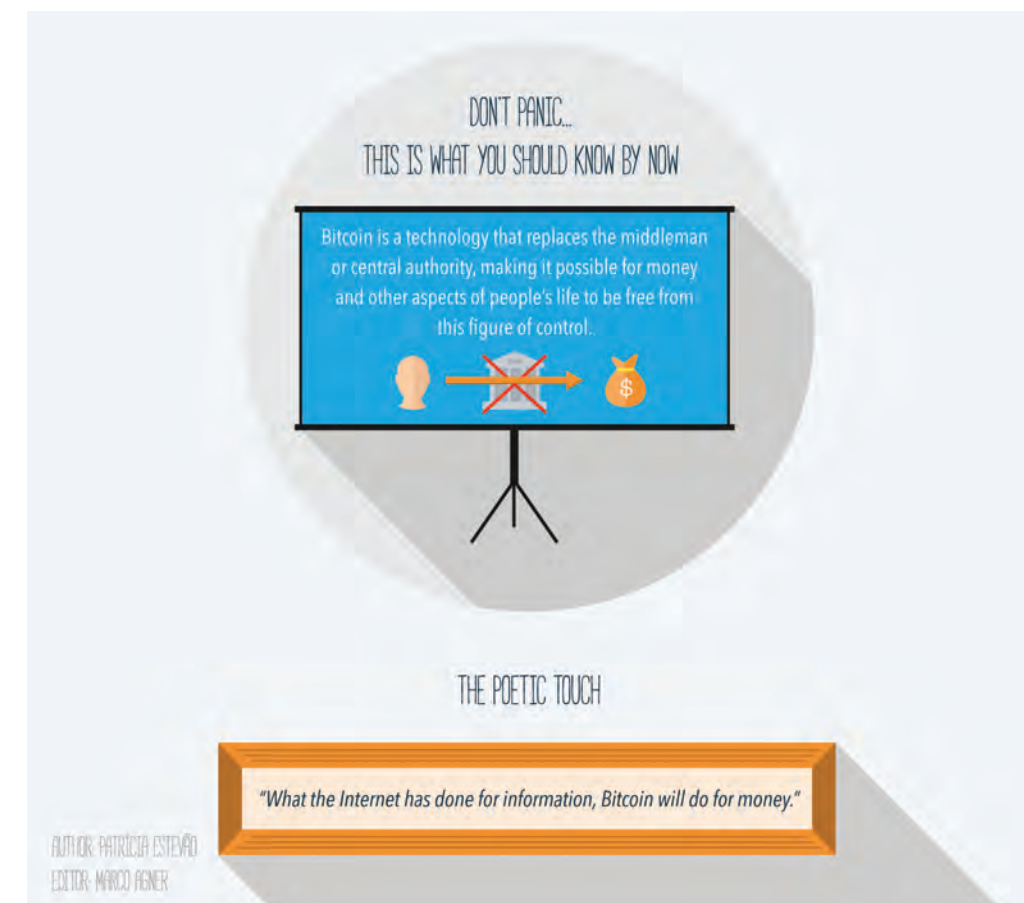 DON'T PANIC...
THIS IS WHAT YOU SHOULD KNOW BY NOW
Bitcoin is a technology that replaces the middleman
or central authority, making it possible for money
and other aspects of people's life to be free from
this figure of control.
$
THE POETIC TOUCH
"What the Internet has done for information, Bitcoin will do for money."
AUTHOR: PATRÍCIA ESTEVÃO
EDITOR: MARCO AGNER